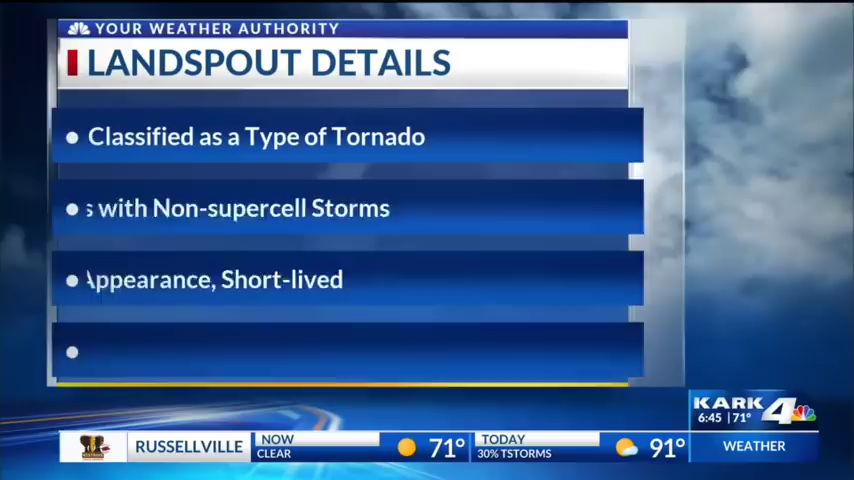 YOUR WEATHER AUTHORITY
LANDSPOUT DETAILS
Classified as a Type of Tornado
s with Non-supercell Storms
Appearance, Short-lived
KARK 4
6:45 | 71°
WEATHER
RUSSELLVILLE
NOW
CLEAR
71°
TODAY
30% TSTORMS
91°